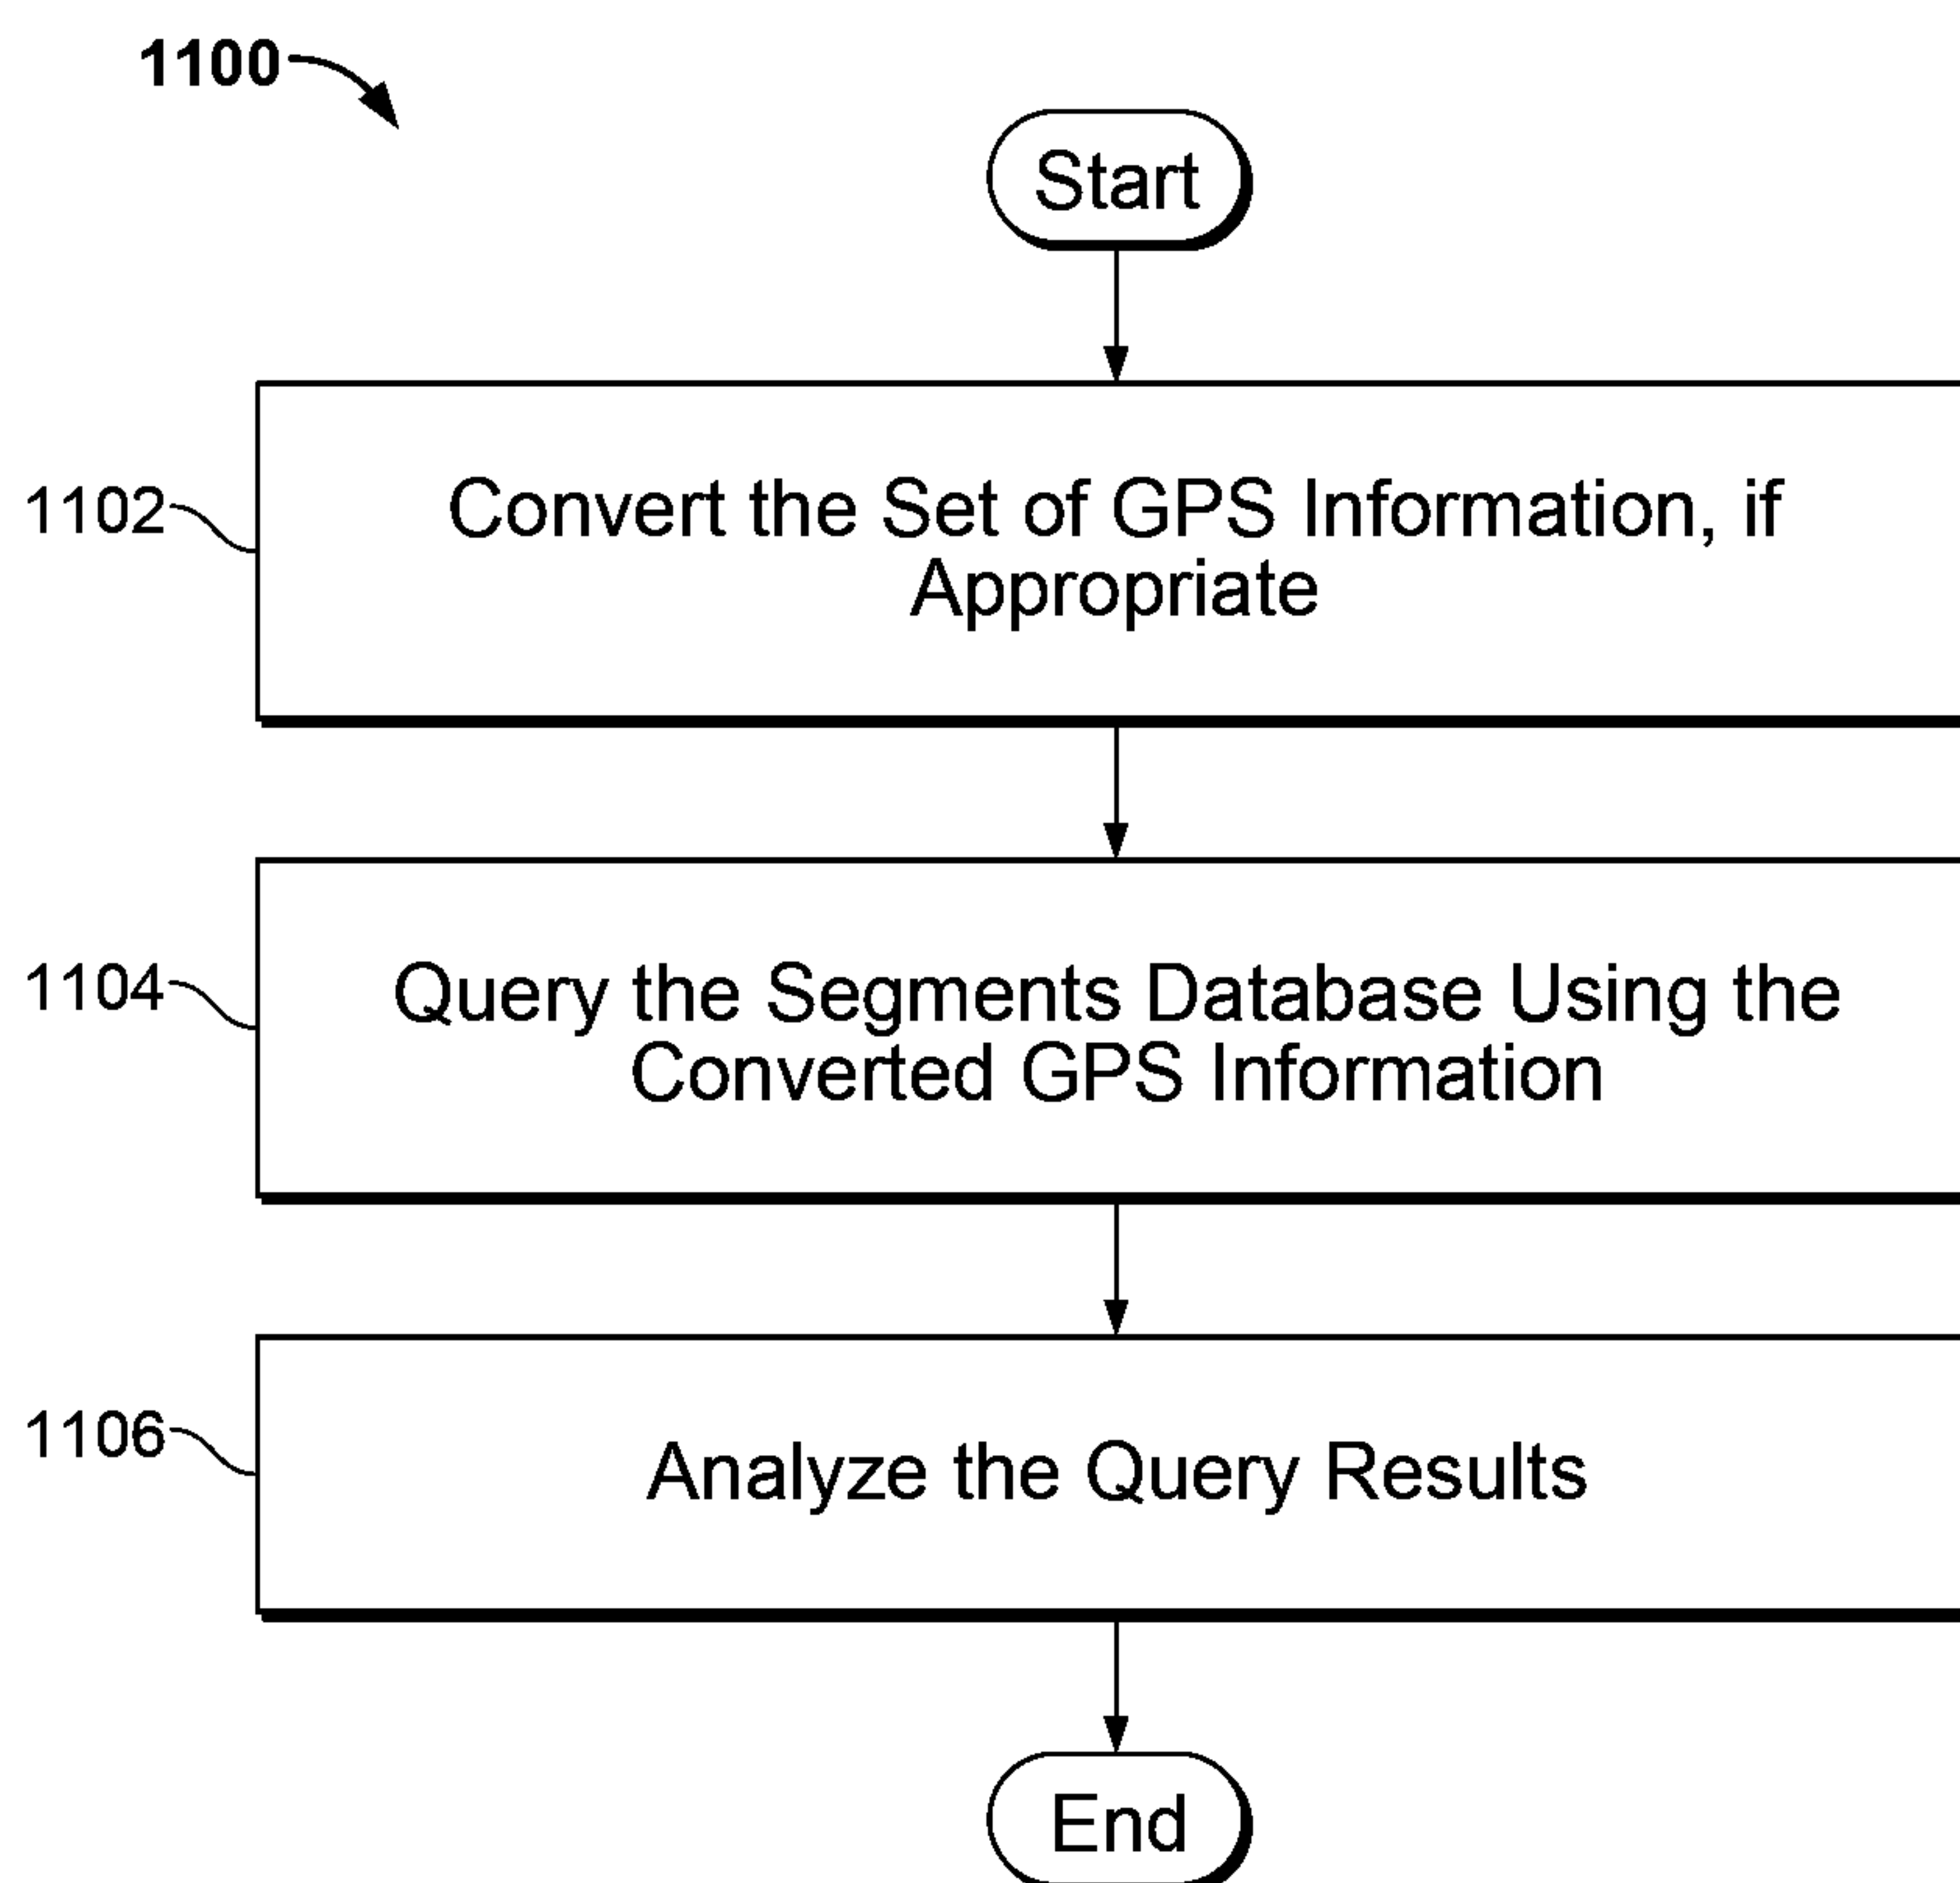 1100
Start
1102
Convert the Set of GPS Information, if
Appropriate
1104
Query the Segments Database Using the
Converted GPS Information
1106
Analyze the Query Results
End